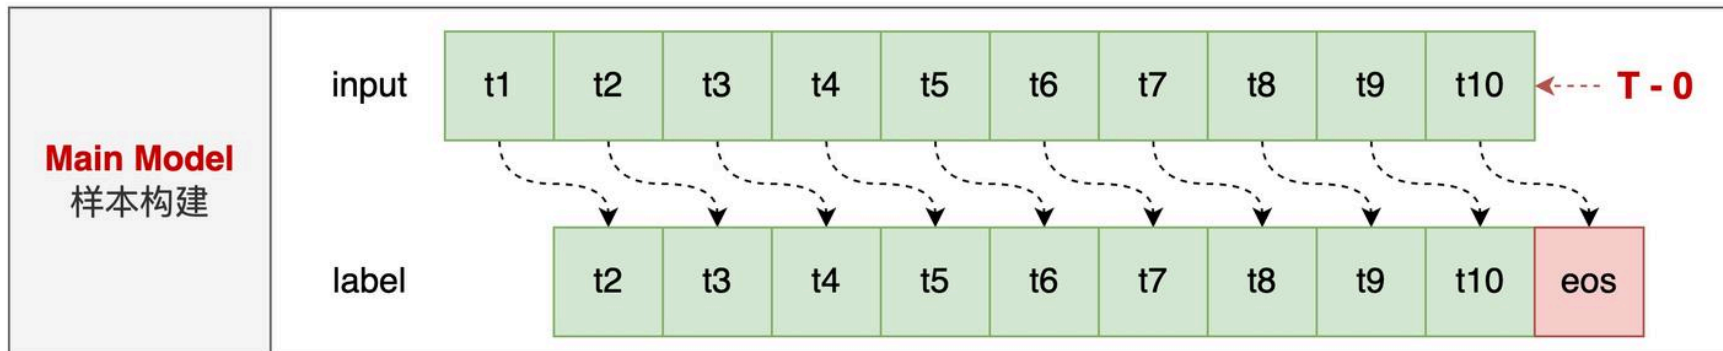 Main Model
样本构建
input t1 t2 t3 t4 t5 t6 t7 t8 t9 t10 T - 0
label t2 t3 t4 t5 t6 t7 t8 t9 t10 eos